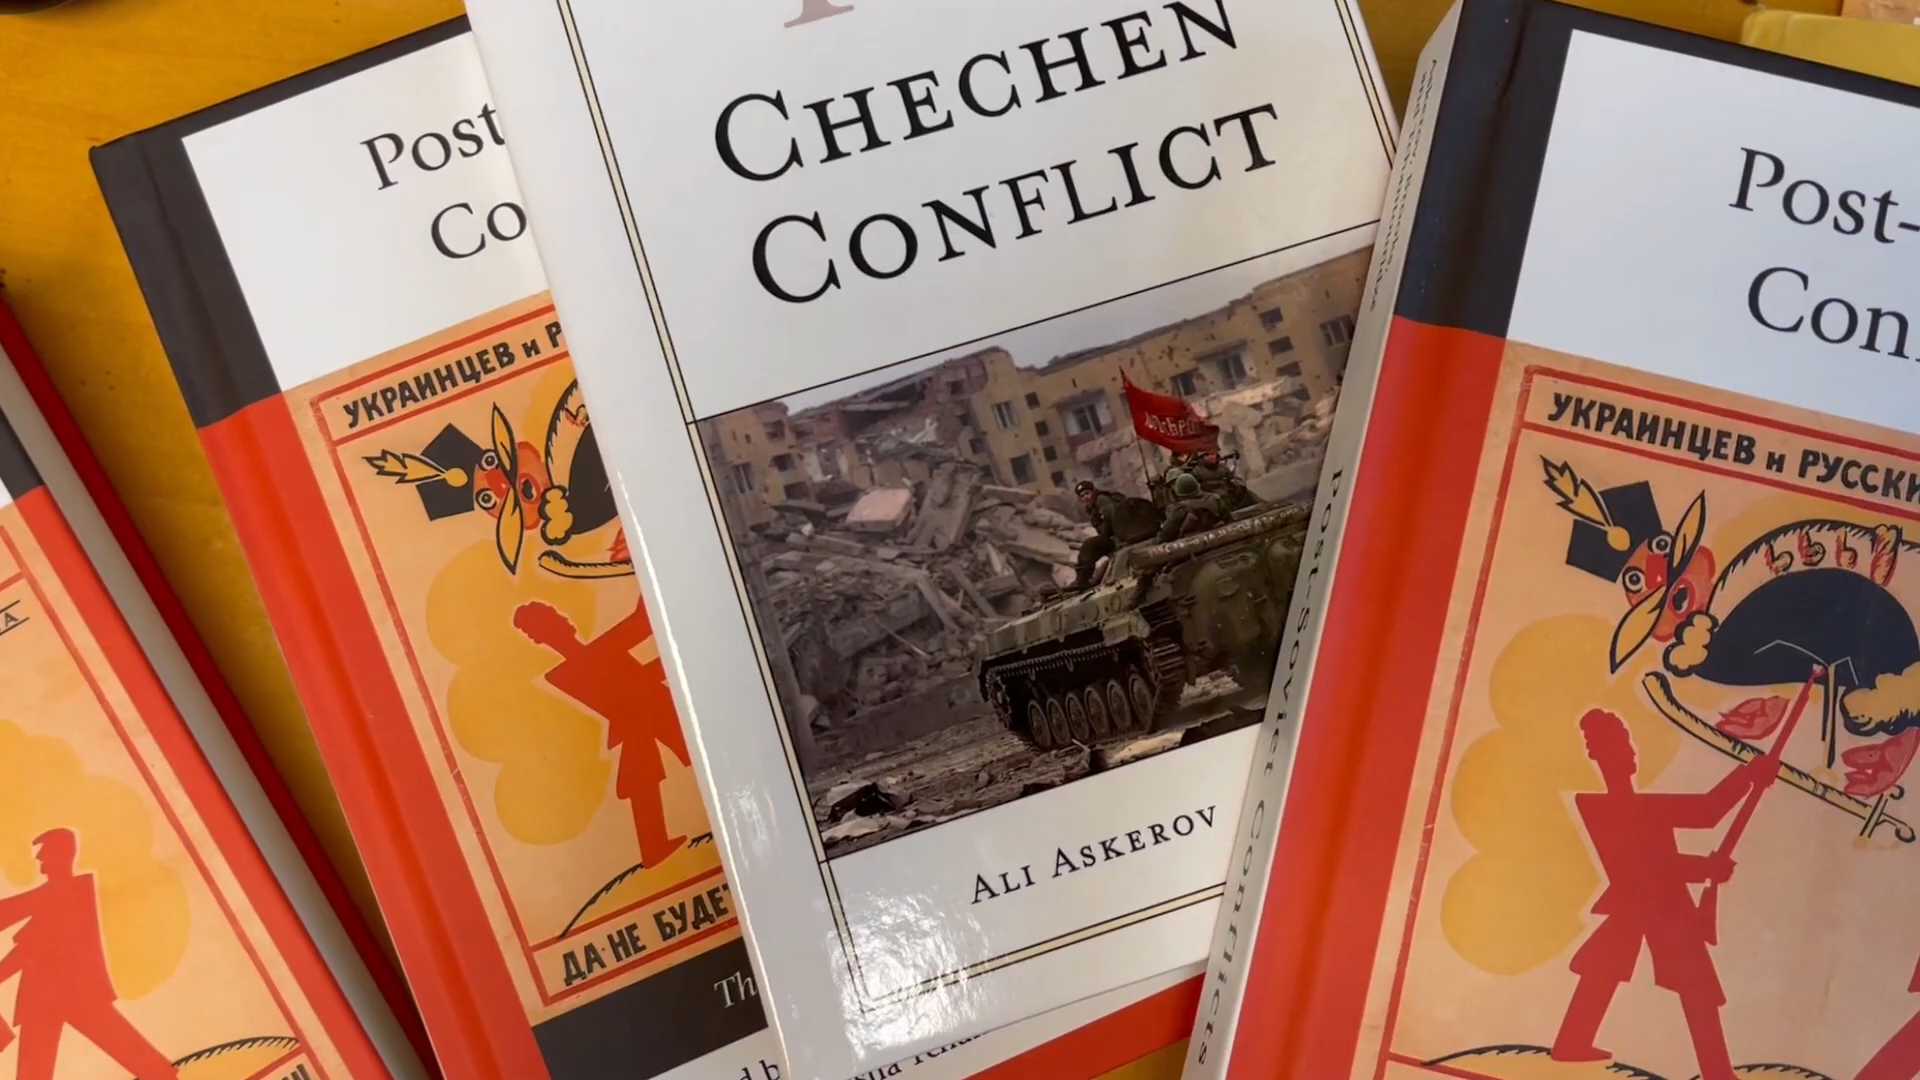 Post
Co
УКРАИНЦЕВ и Р
ДА НЕ БУДЕТ
Th
CHECHEN
CONFLICT
ALI ASKEROV
Post-Soviet Conflicts
Post-
Con
УКРАИНЦЕВ и РУССКИ